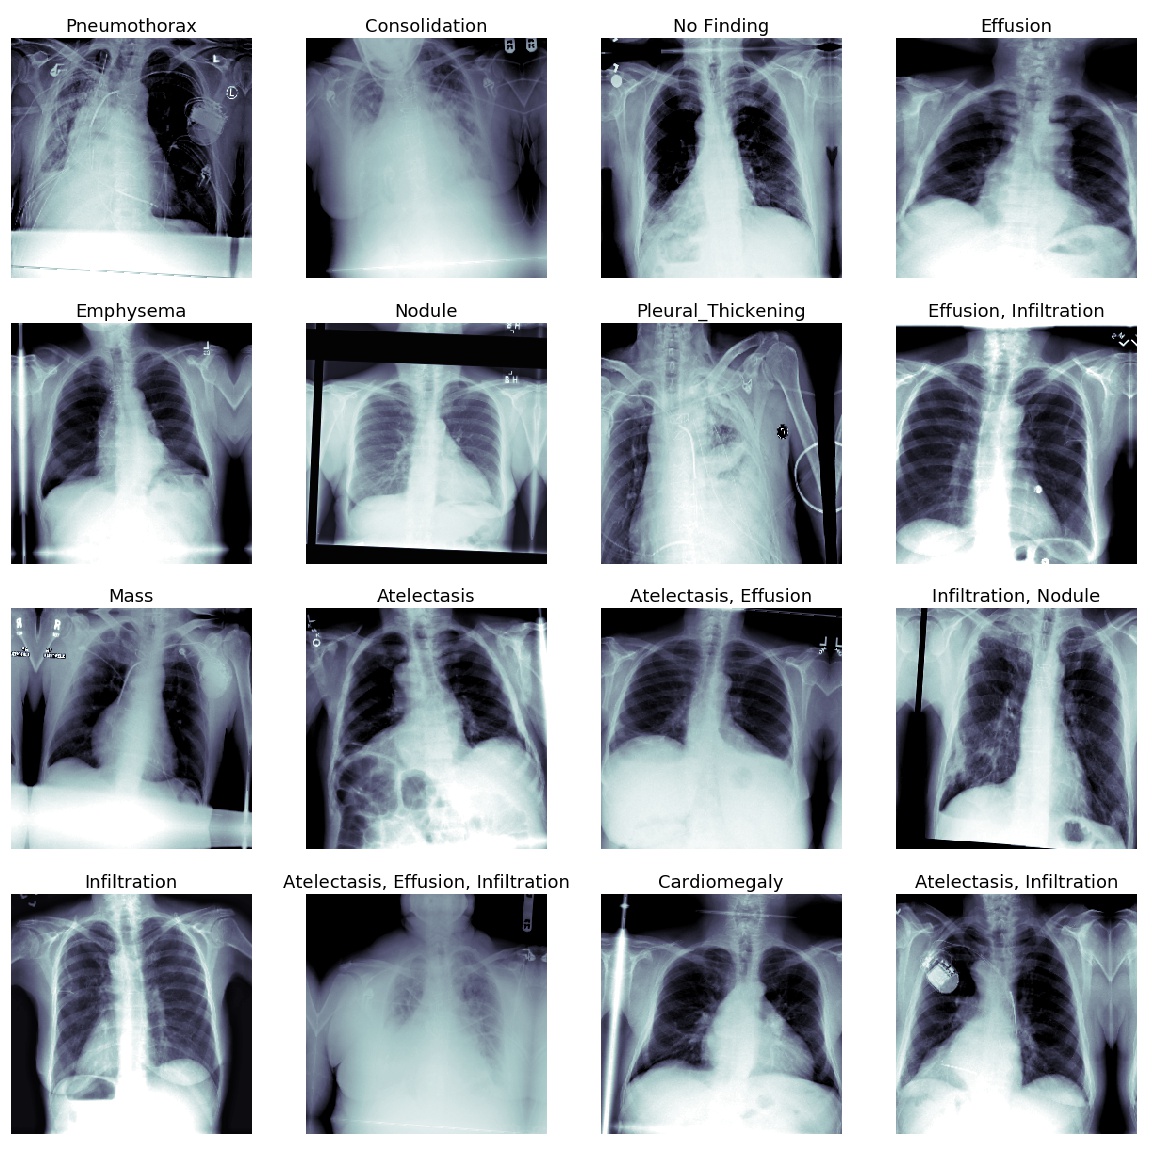 Pneumothorax
Consolidation
No Finding
Effusion
L
Emphysema
Nodule
Pleural_Thickening
Effusion, Infiltration
Mass
Atelectasis
Atelectasis, Effusion
Infiltration, Nodule
R R
Infiltration
Atelectasis, Effusion, Infiltration
Cardiomegaly
Atelectasis, Infiltration